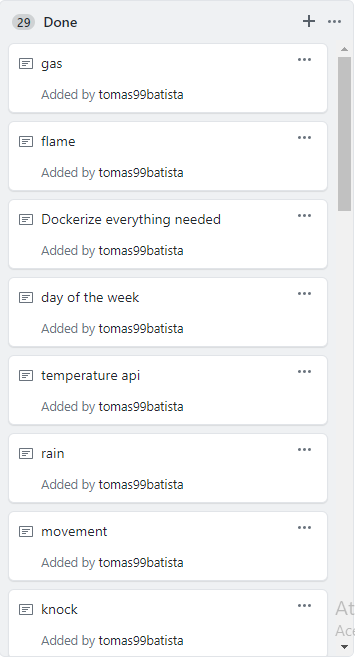 29 Done
gas
Added by tomas99batista
flame
Added by tomas99batista
Dockerize everything needed
Added by tomas99batista
day of the week
Added by tomas99batista
temperature api
Added by tomas99batista
rain
Added by tomas99batista
movement
Added by tomas99batista
knock
Added by tomas99batista
At
Ace